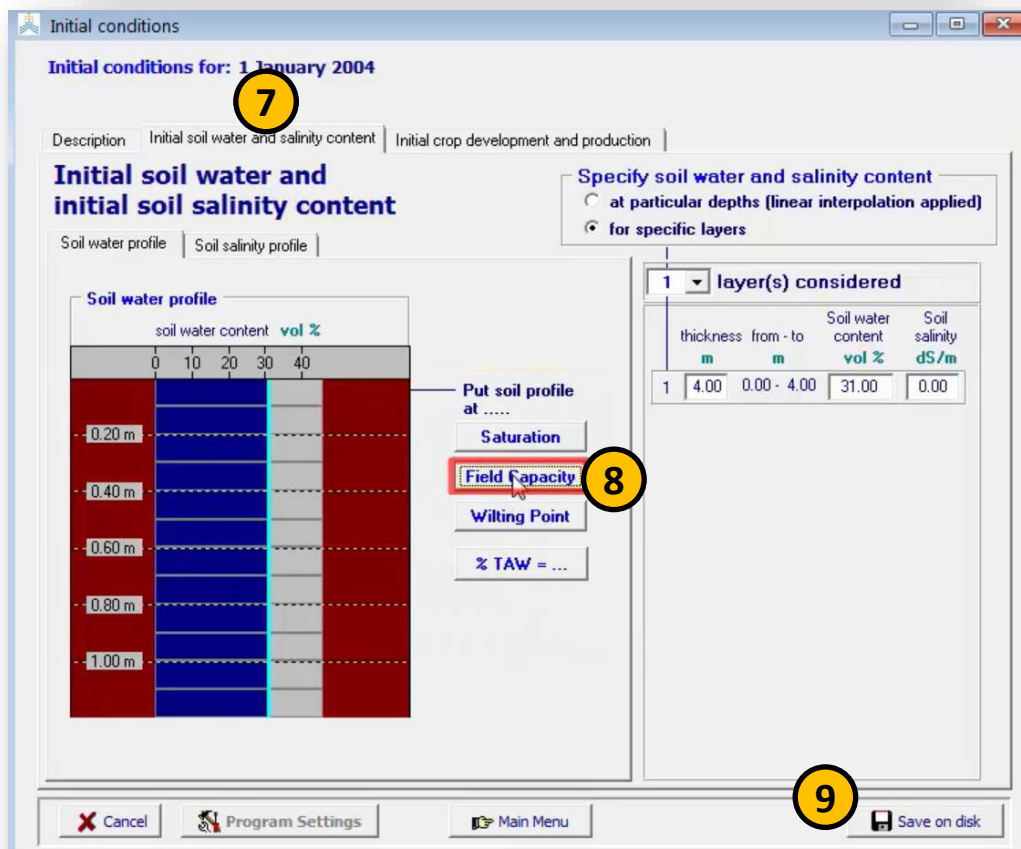 Initial conditions
Initial conditions for: 1 January 2004
7
Description Initial soil water and salinity content Initial crop development and production
Initial soil water and
initial soil salinity content
Specify soil water and salinity content
at particular depths (linear interpolation applied)
for specific layers
Soil water profile Soil salinity profile
Soil water profile
soil water content vol %
0 10 20 30 40
0.20 m
0.40 m
0.60 m
0.80 m
1.00 m
Put soil profile
at .....
Saturation
Field Capacity
8
Wilting Point
% TAW = ...
1 layer(s) considered
thickness from - to Soil water content Soil salinity
m m vol % dS/m
1 4.00 0.00 - 4.00 31.00 0.00
9
Cancel Program Settings Main Menu Save on disk